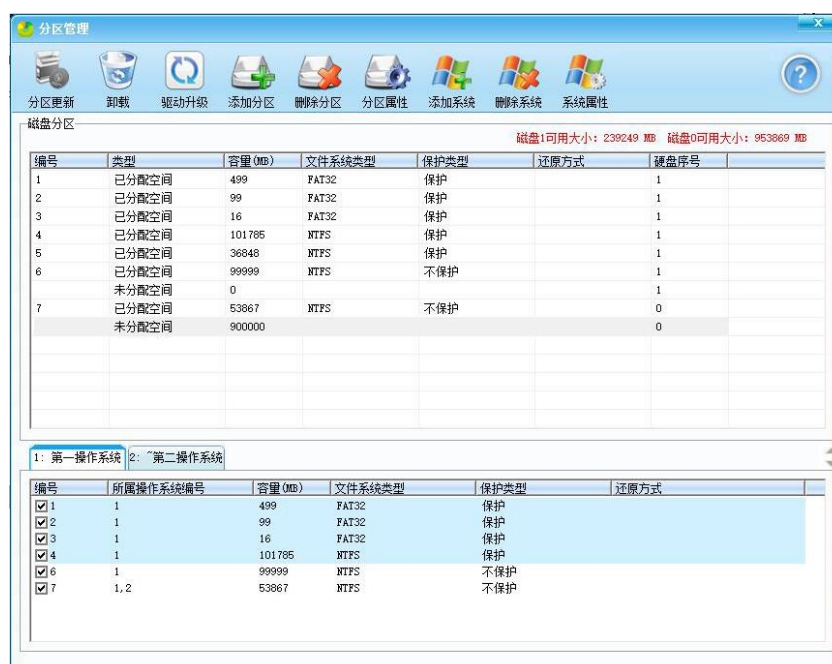 分区管理
X
分区更新 卸载 驱动升级 添加分区 删除分区 分区属性 添加系统 删除系统 系统属性
?
磁盘分区
磁盘1可用大小: 239249 MB 磁盘0可用大小: 953869 MB
编号 类型 容量(MB) 文件系统类型 保护类型 还原方式 硬盘序号
1 已分配空间 499 FAT32 保护 1
2 已分配空间 99 FAT32 保护 1
3 已分配空间 16 FAT32 保护 1
4 已分配空间 101785 NTFS 保护 1
5 已分配空间 36848 NTFS 保护 1
6 已分配空间 99999 NTFS 不保护 1
未分配空间 0 1
7 已分配空间 53867 NTFS 不保护 0
未分配空间 900000 0
1: 第一操作系统 2: ~第二操作系统
编号 所属操作系统编号 容量(MB) 文件系统类型 保护类型 还原方式
1 1 499 FAT32 保护
2 1 99 FAT32 保护
3 1 16 FAT32 保护
4 1 101785 NTFS 保护
6 1 99999 NTFS 不保护
7 1,2 53867 NTFS 不保护